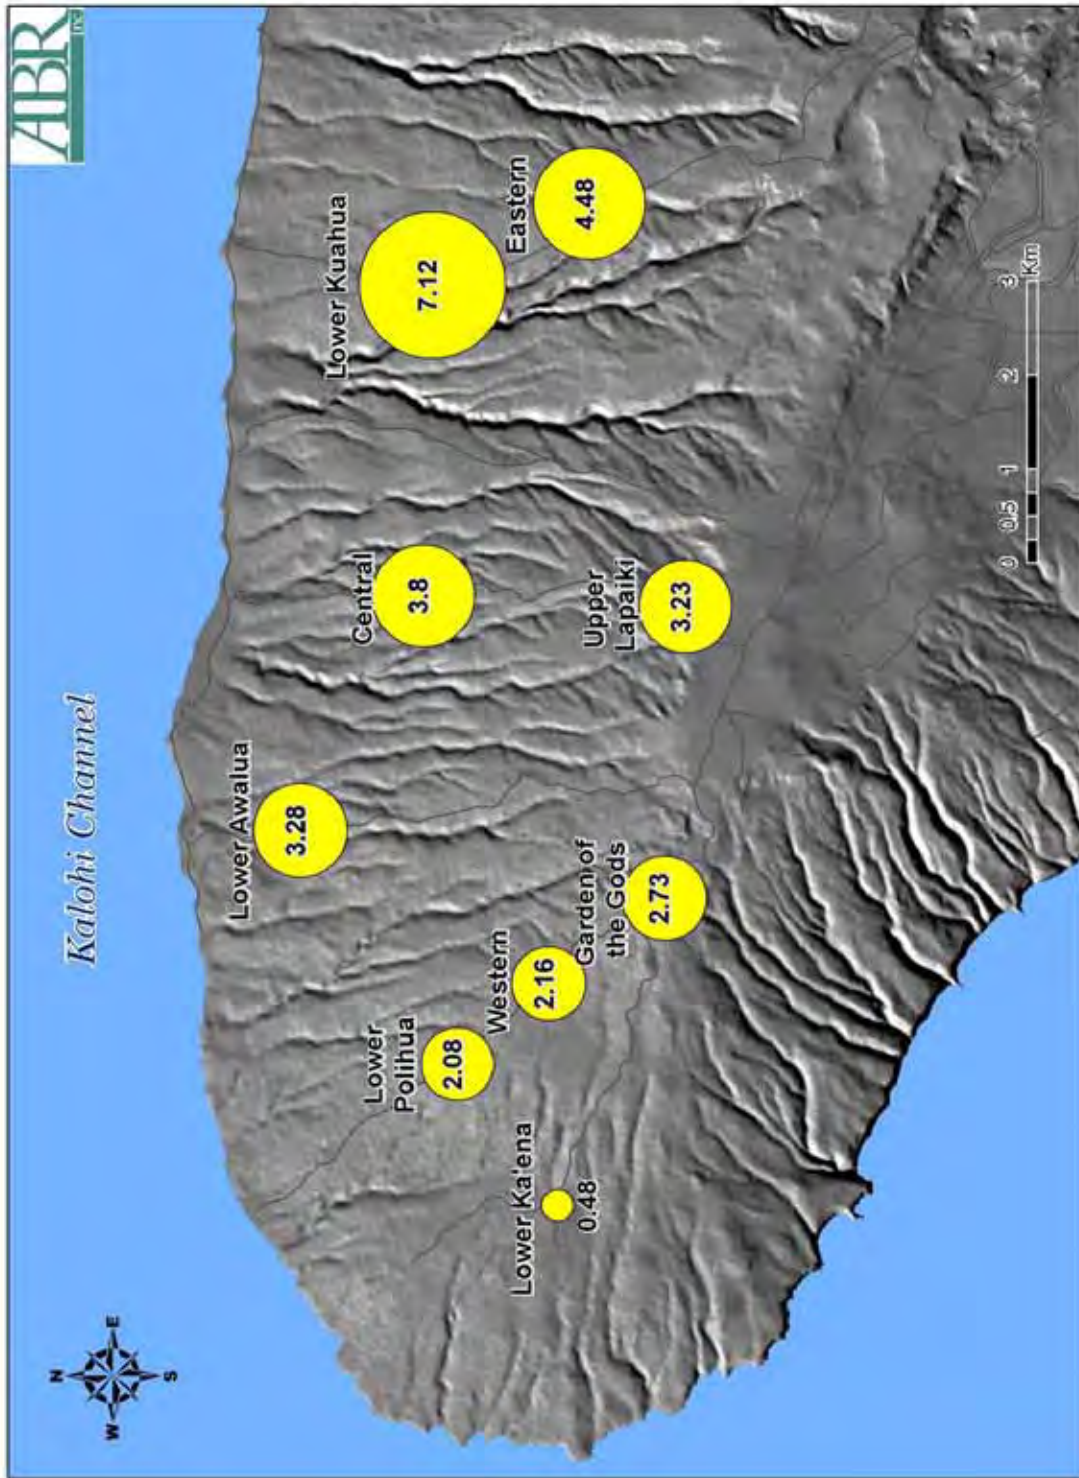 ABR
Inc
Kalohi Channel
N
W
E
S
Lower Kuahua
7.12
Eastern
4.48
Central
3.8
Upper
Lapaiki
3.23
Lower Awalua
3.28
Garden of
the Gods
2.73
Western
2.16
Lower
Polihua
2.08
Lower Ka'ena
0.48
0 0.5 1 2 3
Km